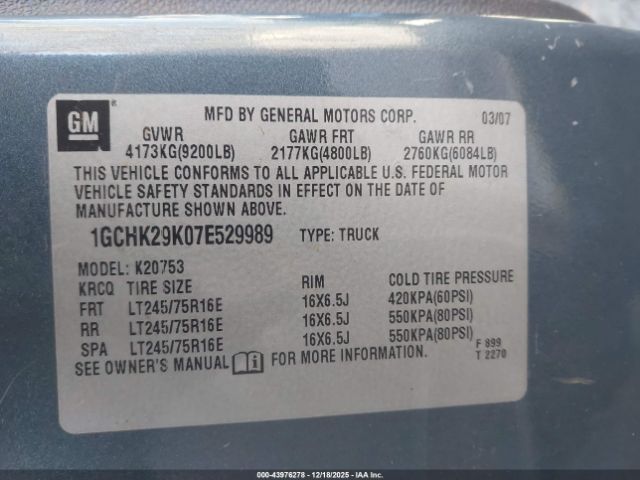 GM
MFD BY GENERAL MOTORS CORP. 03/07
GVWR GAWR FRT GAWR RR
4173KG(9200LB) 2177KG(4800LB) 2760KG(6084LB)
THIS VEHICLE CONFORMS TO ALL APPLICABLE U.S. FEDERAL MOTOR
VEHICLE SAFETY STANDARDS IN EFFECT ON THE DATE OF
MANUFACTURE SHOWN ABOVE.
1GCHK29K07E529989 TYPE: TRUCK
MODEL: K20753
KRCQ TIRE SIZE RIM COLD TIRE PRESSURE
FRT LT245/75R16E 16X6.5J 420KPA(60PSI)
RR LT245/75R16E 16X6.5J 550KPA(80PSI)
SPA LT245/75R16E 16X6.5J 550KPA(80PSI)
F 899
SEE OWNER'S MANUAL FOR MORE INFORMATION. T 2270
000-43976278 - 12/18/2025 - IAAI, Inc.